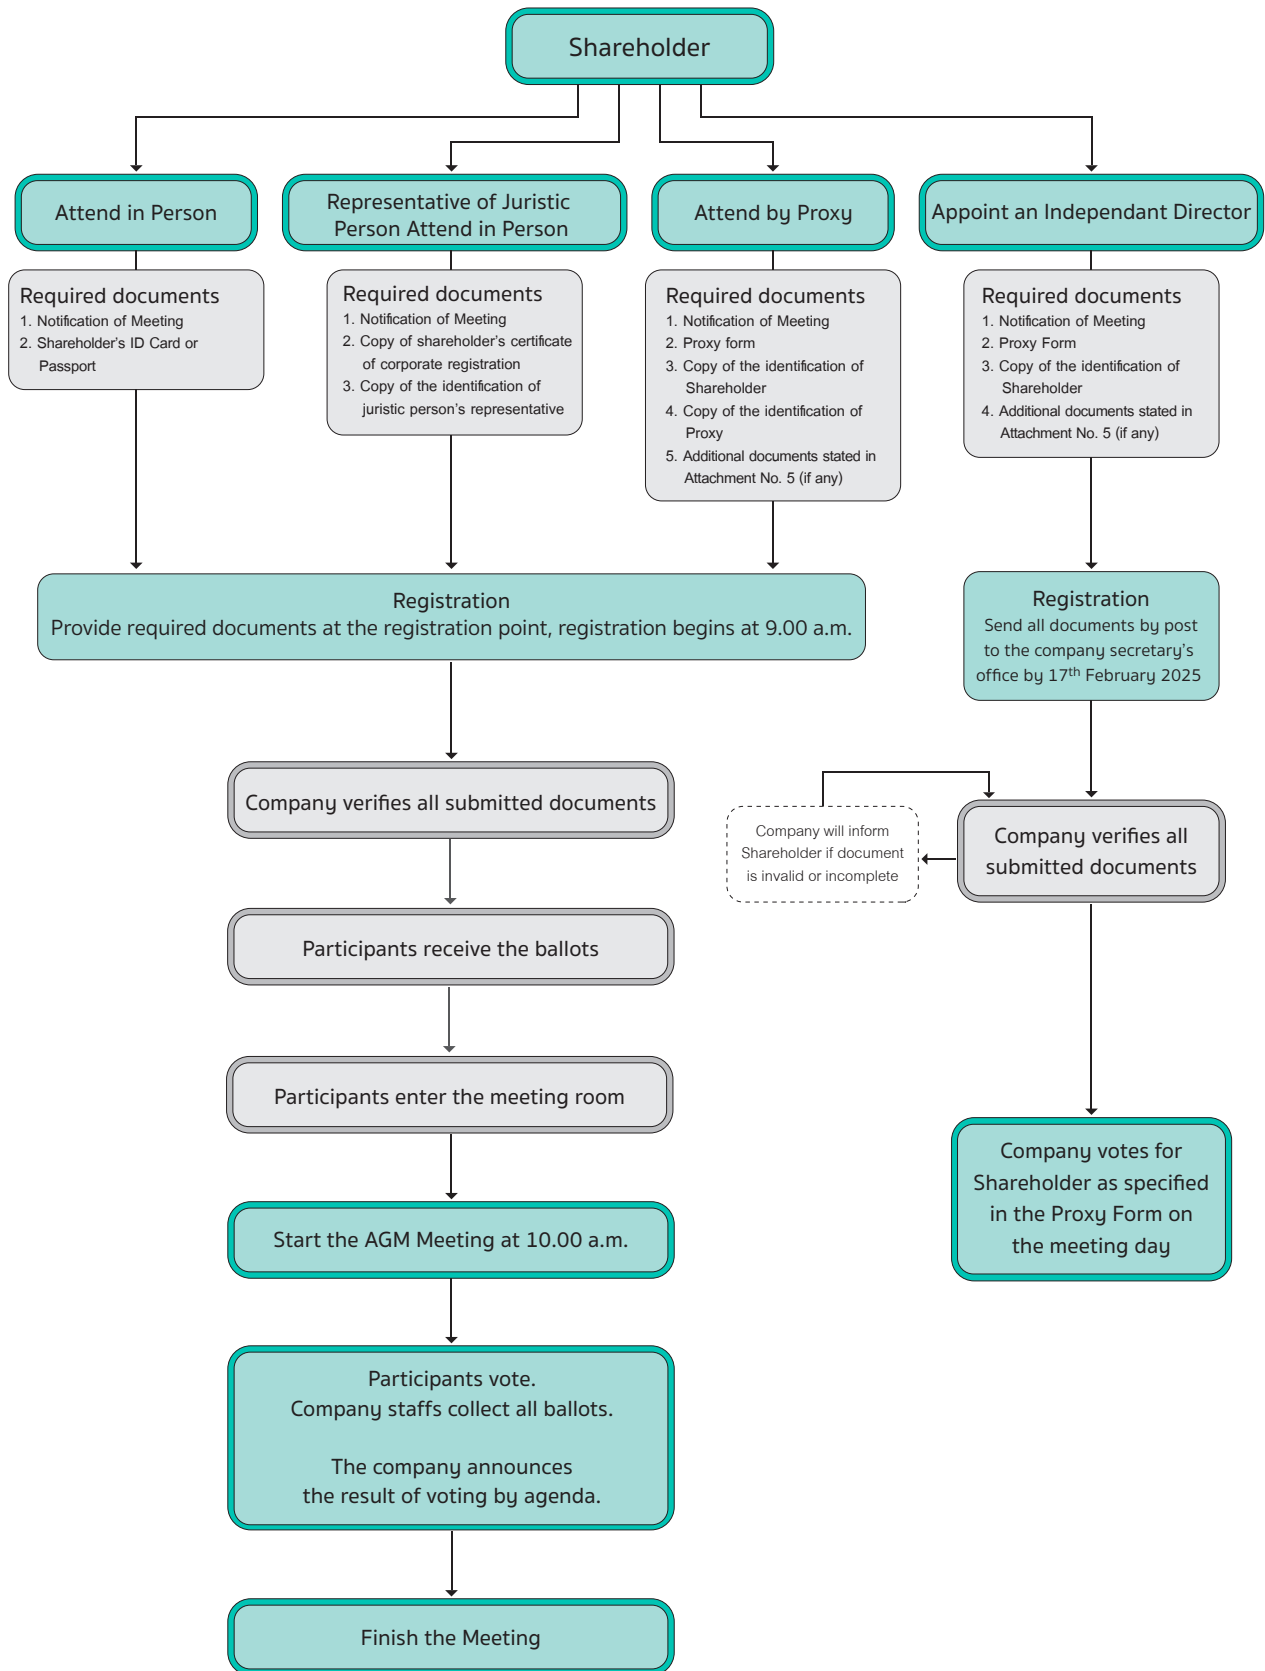 Shareholder
Attend in Person
Representative of Juristic
Person Attend in Person
Attend by Proxy
Appoint an Independant Director
Required documents
1. Notification of Meeting
2. Shareholder's ID Card or
Passport
Required documents
1. Notification of Meeting
2. Copy of shareholder's certificate
of corporate registration
3. Copy of the identification of
juristic person's representative
Required documents
1. Notification of Meeting
2. Proxy form
3. Copy of the identification of
Shareholder
4. Copy of the identification of
Proxy
5. Additional documents stated in
Attachment No. 5 (if any)
Required documents
1. Notification of Meeting
2. Proxy Form
3. Copy of the identification of
Shareholder
4. Additional documents stated in
Attachment No. 5 (if any)
Registration
Provide required documents at the registration point, registration begins at 9.00 a.m.
Registration
Send all documents by post
to the company secretary's
office by 17th February 2025
Company verifies all submitted documents
Company will inform
Shareholder if document
is invalid or incomplete
Company verifies all
submitted documents
Participants receive the ballots
Participants enter the meeting room
Company votes for
Shareholder as specified
in the Proxy Form on
the meeting day
Start the AGM Meeting at 10.00 a.m.
Participants vote.
Company staffs collect all ballots.
The company announces
the result of voting by agenda.
Finish the Meeting